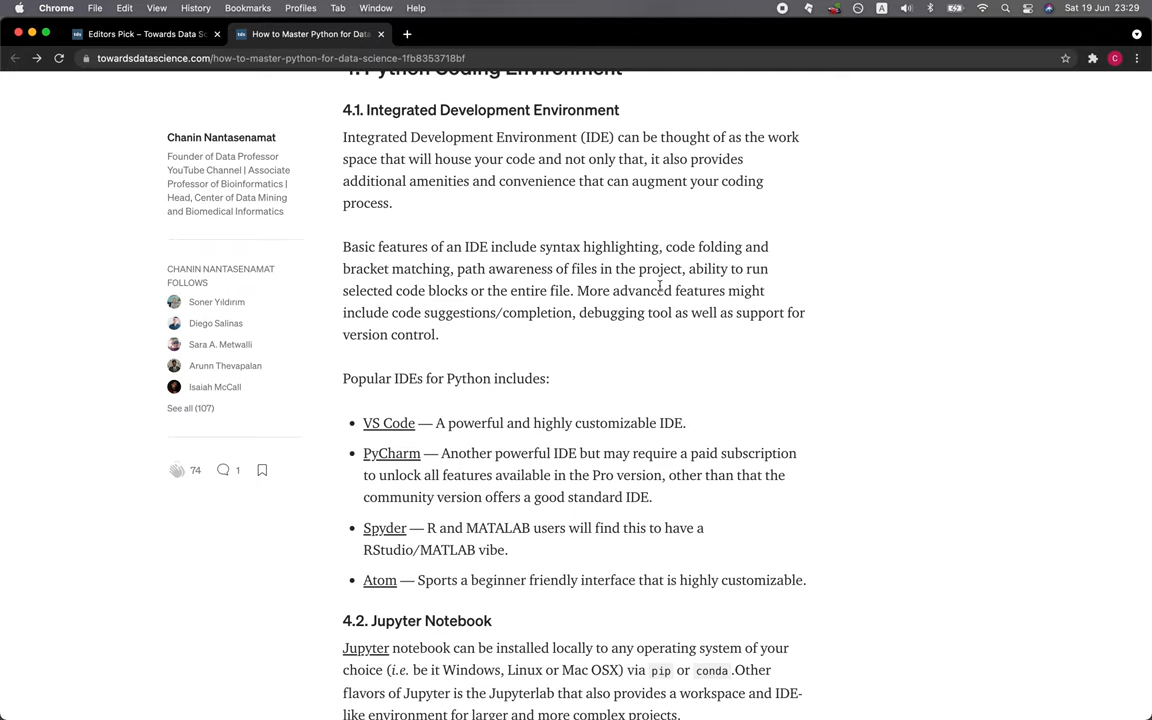 Chrome File Edit View History Bookmarks Profiles Tab Window Help A Sat 19 Jun 23:29
tds Editors Pick – Towards Data Sc × tds How to Master Python for Data × +
towardsdatascience.com/how-to-master-python-for-data-science-1fb8353718bf C
4. Python Coding Environment
4.1. Integrated Development Environment
Chanin Nantasenamat
Founder of Data Professor
YouTube Channel | Associate
Professor of Bioinformatics |
Head, Center of Data Mining
and Biomedical Informatics
CHANIN NANTASENAMAT
FOLLOWS
Soner Yıldırım
Diego Salinas
Sara A. Metwalli
Arunn Thevapalan
Isaiah McCall
See all (107)
74 1
Integrated Development Environment (IDE) can be thought of as the work
space that will house your code and not only that, it also provides
additional amenities and convenience that can augment your coding
process.
Basic features of an IDE include syntax highlighting, code folding and
bracket matching, path awareness of files in the project, ability to run
selected code blocks or the entire file. More advanced features might
include code suggestions/completion, debugging tool as well as support for
version control.
Popular IDEs for Python includes:
• VS Code — A powerful and highly customizable IDE.
• PyCharm — Another powerful IDE but may require a paid subscription
to unlock all features available in the Pro version, other than that the
community version offers a good standard IDE.
• Spyder — R and MATALAB users will find this to have a
RStudio/MATLAB vibe.
• Atom — Sports a beginner friendly interface that is highly customizable.
4.2. Jupyter Notebook
Jupyter notebook can be installed locally to any operating system of your
choice (i.e. be it Windows, Linux or Mac OSX) via pip or conda.Other
flavors of Jupyter is the Jupyterlab that also provides a workspace and IDE-
like environment for larger and more complex projects.